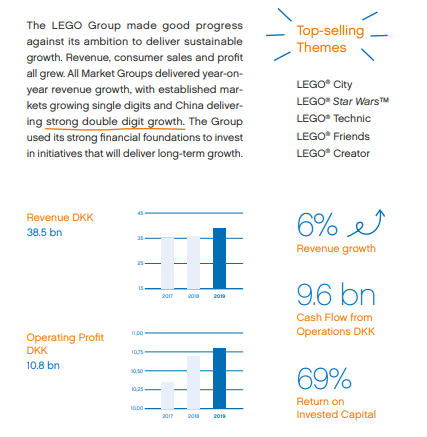 The LEGO Group made good progress
against its ambition to deliver sustainable
growth. Revenue, consumer sales and profit
all grew. All Market Groups delivered year-on-
year revenue growth, with established mar-
kets growing single digits and China deliver-
ing strong double digit growth. The Group
used its strong financial foundations to invest
in initiatives that will deliver long-term growth.
Top-selling
Themes
LEGO® City
LEGO® Star Wars™
LEGO® Technic
LEGO® Friends
LEGO® Creator
Revenue DKK
38.5 bn
45
35
25
15
2017 2018 2019
6%
Revenue growth
9.6 bn
Cash Flow from
Operations DKK
Operating Profit
DKK
10.8 bn
11,00
10,75
10,50
10,25
10,00
2017 2018 2019
69%
Return on
Invested Capital